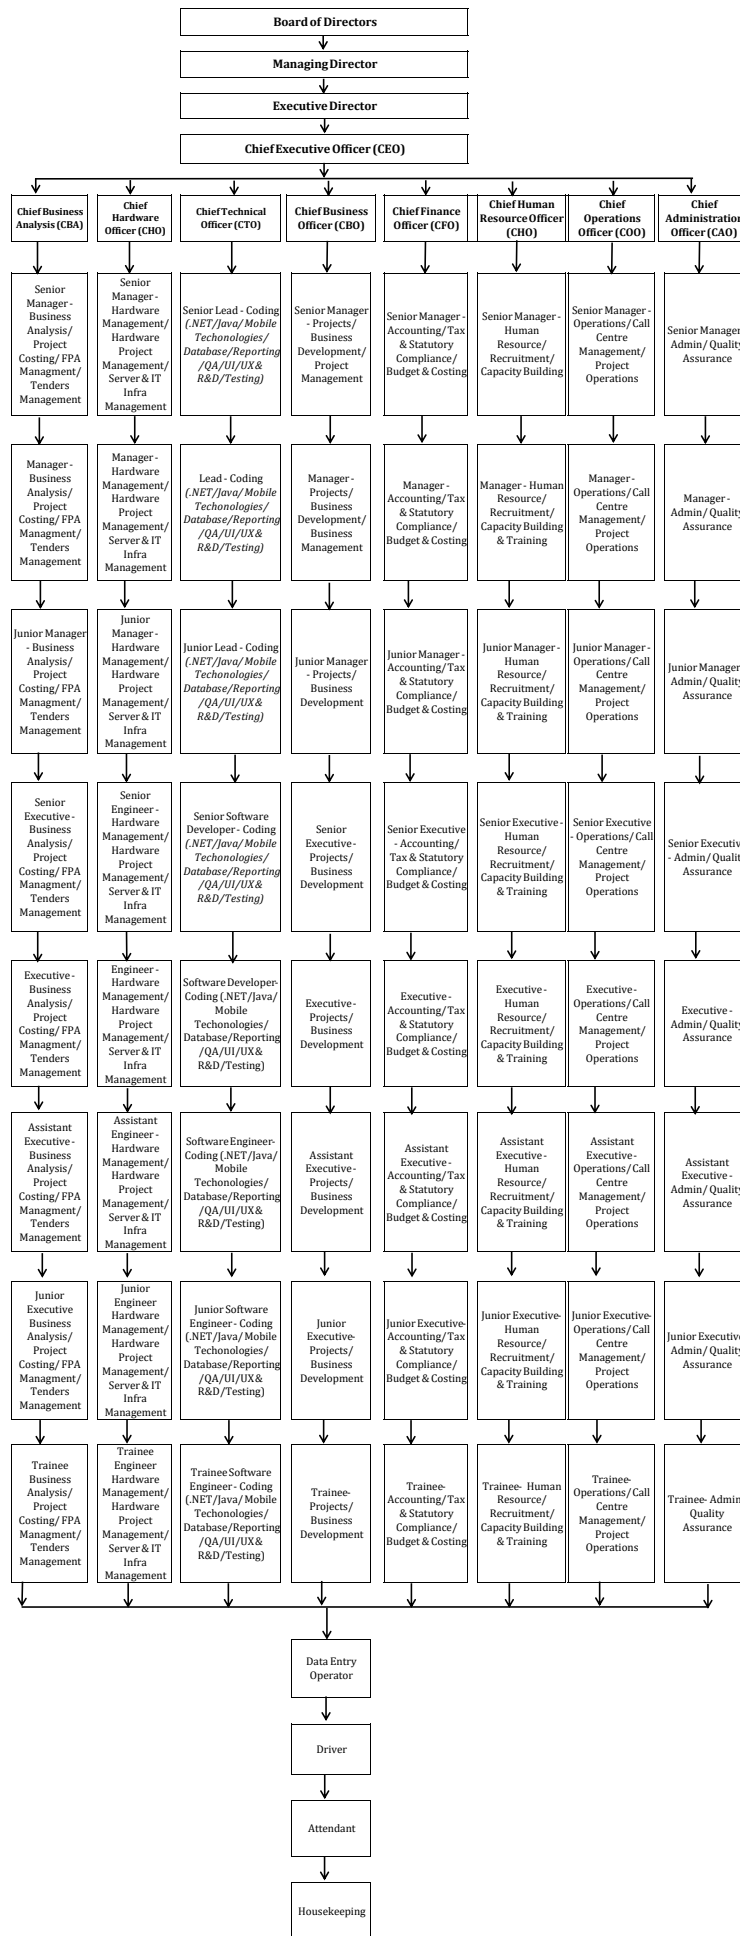 Board of Directors
Managing Director
Executive Director
Chief Executive Officer (CEO)
Chief Business
Analysis (CBA)
Chief
Hardware
Officer (CHO)
Chief Technical
Officer (CTO)
Chief Business
Officer (CBO)
Chief Finance
Officer (CFO)
Chief Human
Resource Officer
(CHO)
Chief
Operations
Officer (COO)
Chief
Administration
Officer (CAO)
Senior
Manager-
Business
Analysis/
Project
Costing/ FPA
Managment/
Tenders
Management
Senior
Manager-
Hardware
Management/
Hardware
Project
Management/
Server & IT
Infra
Management
Senior Lead - Coding
(.NET/Java/ Mobile
Techonologies/
Database/Reporting
/QA/UI/UX&
R&D/Testing)
Senior Manager
- Projects/
Business
Development/
Project
Management
Senior Manager -
Accounting/Tax
& Statutory
Compliance/
Budget & Costing
Senior Manager -
Human
Resource/
Recruitment/
Capacity Building
Senior Manager -
Operations/Call
Centre
Management/
Project
Operations
Senior Manager
Admin/ Quality
Assurance
Manager -
Business
Analysis/
Project
Costing/ FPA
Managment/
Tenders
Management
Manager-
Hardware
Management/
Hardware
Project
Management/
Server & IT
Infra
Management
Lead - Coding
(.NET/Java/ Mobile
Techonologies/
Database/Reporting
/QA/UI/UX&
R&D/Testing)
Manager -
Projects/
Business
Development/
Business
Management
Manager -
Accounting/Tax
& Statutory
Compliance/
Budget & Costing
Manager - Human
Resource/
Recruitment/
Capacity Building
& Training
Manager -
Operations/Call
Centre
Management/
Project
Operations
Manager -
Admin/ Quality
Assurance
Junior Manager
- Business
Analysis/
Project
Costing/ FPA
Managment/
Tenders
Management
Junior
Manager-
Hardware
Management/
Hardware
Project
Management/
Server & IT
Infra
Management
Junior Lead - Coding
(.NET/Java/ Mobile
Techonologies/
Database/Reporting
/QA/UI/UX&
R&D/Testing)
Junior Manager
- Projects/
Business
Development
Junior Manager -
Accounting/Tax
& Statutory
Compliance/
Budget & Costing
Junior Manager -
Human
Resource/
Recruitment/
Capacity Building
& Training
Junior Manager -
Operations/Call
Centre
Management/
Project
Operations
Junior Manager
Admin/ Quality
Assurance
Senior
Executive-
Business
Analysis/
Project
Costing/ FPA
Managment/
Tenders
Management
Senior
Engineer -
Hardware
Management/
Hardware
Project
Management/
Server & IT
Infra
Management
Senior Software
Developer - Coding
(.NET/Java/ Mobile
Techonologies/
Database/Reporting
/QA/UI/UX&
R&D/Testing)
Senior
Executive-
Projects/
Business
Development
Senior Executive
- Accounting/
Tax & Statutory
Compliance/
Budget & Costing
Senior Executive
- Human
Resource/
Recruitment/
Capacity Building
& Training
Senior Executive
- Operations/Call
Centre
Management/
Project
Operations
Senior Executiv
- Admin/ Qualit
Assurance
Executive-
Business
Analysis/
Project
Costing/ FPA
Managment/
Tenders
Management
Engineer -
Hardware
Management/
Hardware
Project
Management/
Server & IT
Infra
Management
Software Developer-
Coding (.NET/Java/
Mobile
Techonologies/
Database/Reporting
/QA/UI/UX&
R&D/Testing)
Executive-
Projects/
Business
Development
Executive -
Accounting/Tax
& Statutory
Compliance/
Budget & Costing
Executive -
Human
Resource/
Recruitment/
Capacity Building
& Training
Executive-
Operations/Call
Centre
Management/
Project
Operations
Executive -
Admin/ Quality
Assurance
Assistant
Executive-
Business
Analysis/
Project
Costing/ FPA
Managment/
Tenders
Management
Assistant
Engineer -
Hardware
Management/
Hardware
Project
Management/
Server & IT
Infra
Management
Software Engineer-
Coding (.NET/Java/
Mobile
Techonologies/
Database/Reporting
/QA/UI/UX&
R&D/Testing)
Assistant
Executive-
Projects/
Business
Development
Assistant
Executive-
Accounting/Tax
& Statutory
Compliance/
Budget & Costing
Assistant
Executive-
Human
Resource/
Recruitment/
Capacity Building
& Training
Assistant
Executive-
Operations/Call
Centre
Management/
Project
Operations
Assistant
Executive -
Admin/ Quality
Assurance
Junior
Executive
Business
Analysis/
Project
Costing/ FPA
Managment/
Tenders
Management
Junior
Engineer
Hardware
Management/
Hardware
Project
Management/
Server & IT
Infra
Management
Junior Software
Engineer - Coding
(.NET/Java/ Mobile
Techonologies/
Database/Reporting
/QA/UI/UX&
R&D/Testing)
Junior
Executive-
Projects/
Business
Development
Junior Executive-
Accounting/Tax
& Statutory
Compliance/
Budget & Costing
Junior Executive-
Human
Resource/
Recruitment/
Capacity Building
& Training
Junior Executive-
Operations/Call
Centre
Management/
Project
Operations
Junior Executive
Admin/ Quality
Assurance
Trainee
Business
Analysis/
Project
Costing/ FPA
Managment/
Tenders
Management
Trainee
Engineer
Hardware
Management/
Hardware
Project
Management/
Server & IT
Infra
Management
Trainee Software
Engineer - Coding
(.NET/Java/ Mobile
Techonologies/
Database/Reporting
/QA/UI/UX&
R&D/Testing)
Trainee-
Projects/
Business
Development
Trainee-
Accounting/Tax
& Statutory
Compliance/
Budget & Costing
Trainee- Human
Resource/
Recruitment/
Capacity Building
& Training
Trainee-
Operations/Call
Centre
Management/
Project
Operations
Trainee- Admin
Quality
Assurance
Data Entry
Operator
Driver
Attendant
Housekeeping